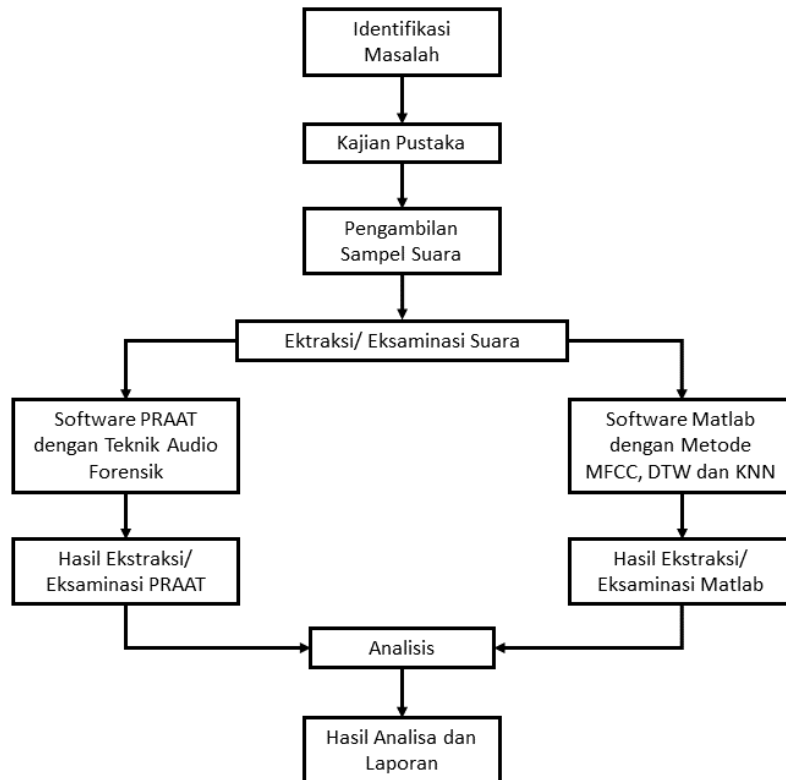 Identifikasi
Masalah
Kajian Pustaka
Pengambilan
Sampel Suara
Ektraksi/ Eksaminasi Suara
Software PRAAT
dengan Teknik Audio
Forensik
Software Matlab
dengan Metode
MFCC, DTW dan KNN
Hasil Ekstraksi/
Eksaminasi PRAAT
Hasil Ekstraksi/
Eksaminasi Matlab
Analisis
Hasil Analisa dan
Laporan